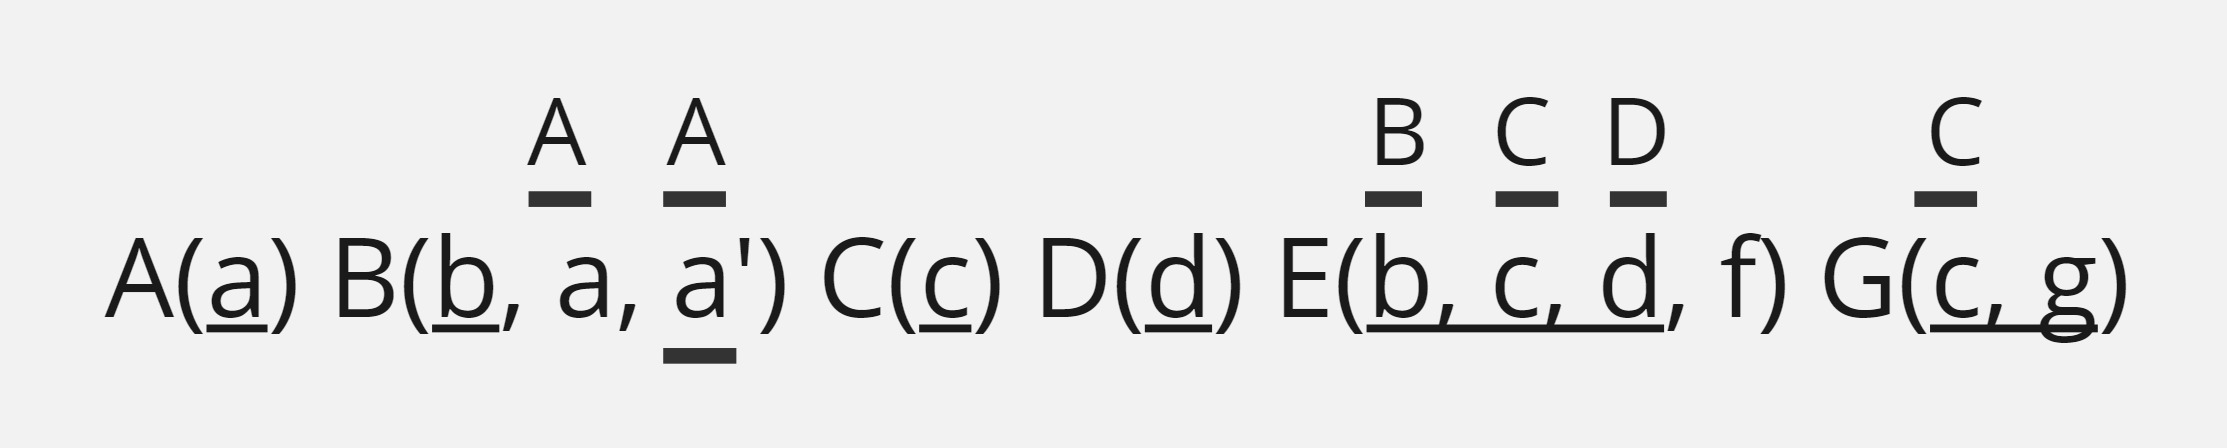 A A B C D C
A(a) B(b, a, a') C(c) D(d) E(b, c, d, f) G(c, g)